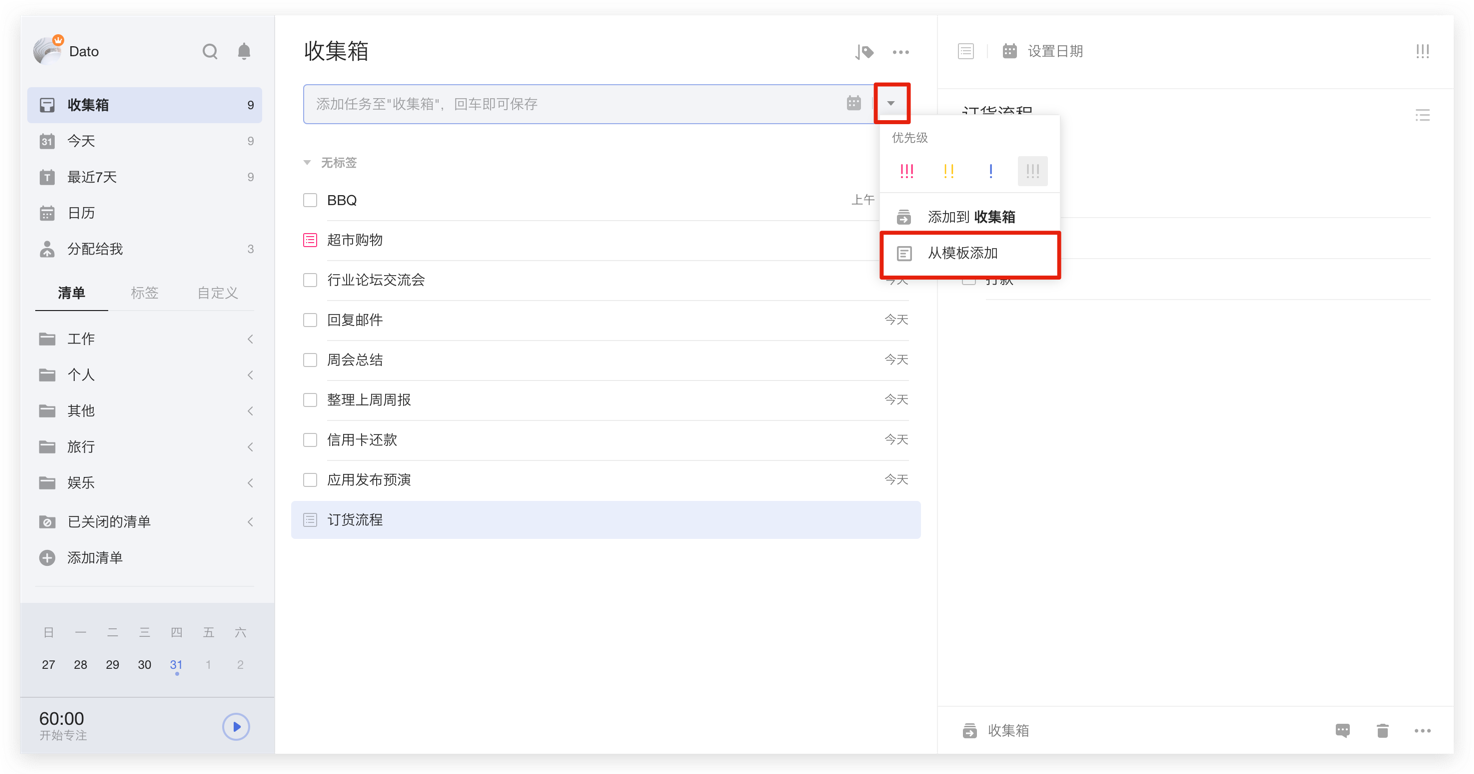 Dato
收集箱 9
31 今天 9
T 最近7天 9
日历
分配给我 3
清单 标签 自定义
工作
个人
其他
旅行
娱乐
已关闭的清单
添加清单
日 一 二 三 四 五 六
27 28 29 30 31 1 2
60:00
开始专注
收集箱
添加任务至"收集箱"，回车即可保存
无标签
BBQ 上午
超市购物
行业论坛交流会 今天
回复邮件 今天
周会总结 今天
整理上周周报 今天
信用卡还款 今天
应用发布预演 今天
订货流程
优先级
!!! !! ! !!!
添加到 收集箱
从模板添加
设置日期 !!!
订货流程
打款
收集箱